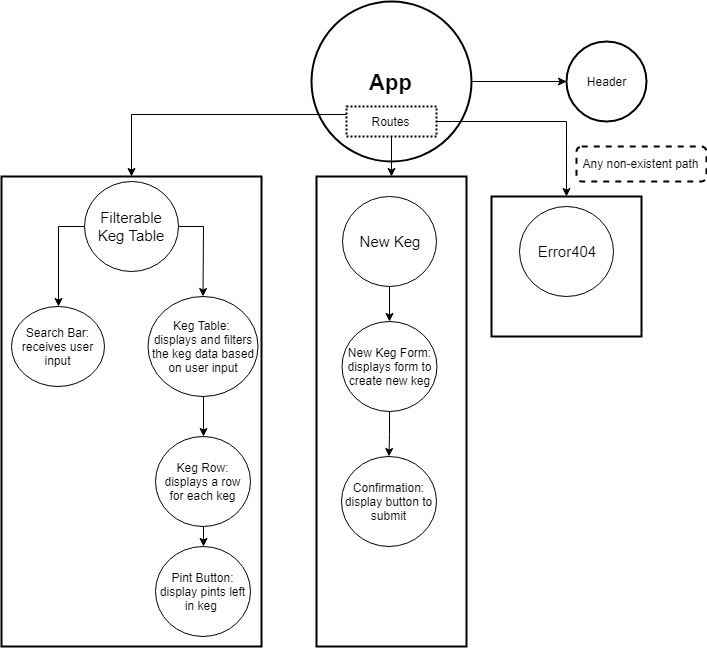 App
Routes
Header
Any non-existent path
Filterable
Keg Table
Search Bar:
receives user
input
Keg Table:
displays and filters
the keg data based
on user input
Keg Row:
displays a row
for each keg
Pint Button:
display pints left
in keg
New Keg
New Keg Form:
displays form to
create new keg
Confirmation:
display button to
submit
Error404